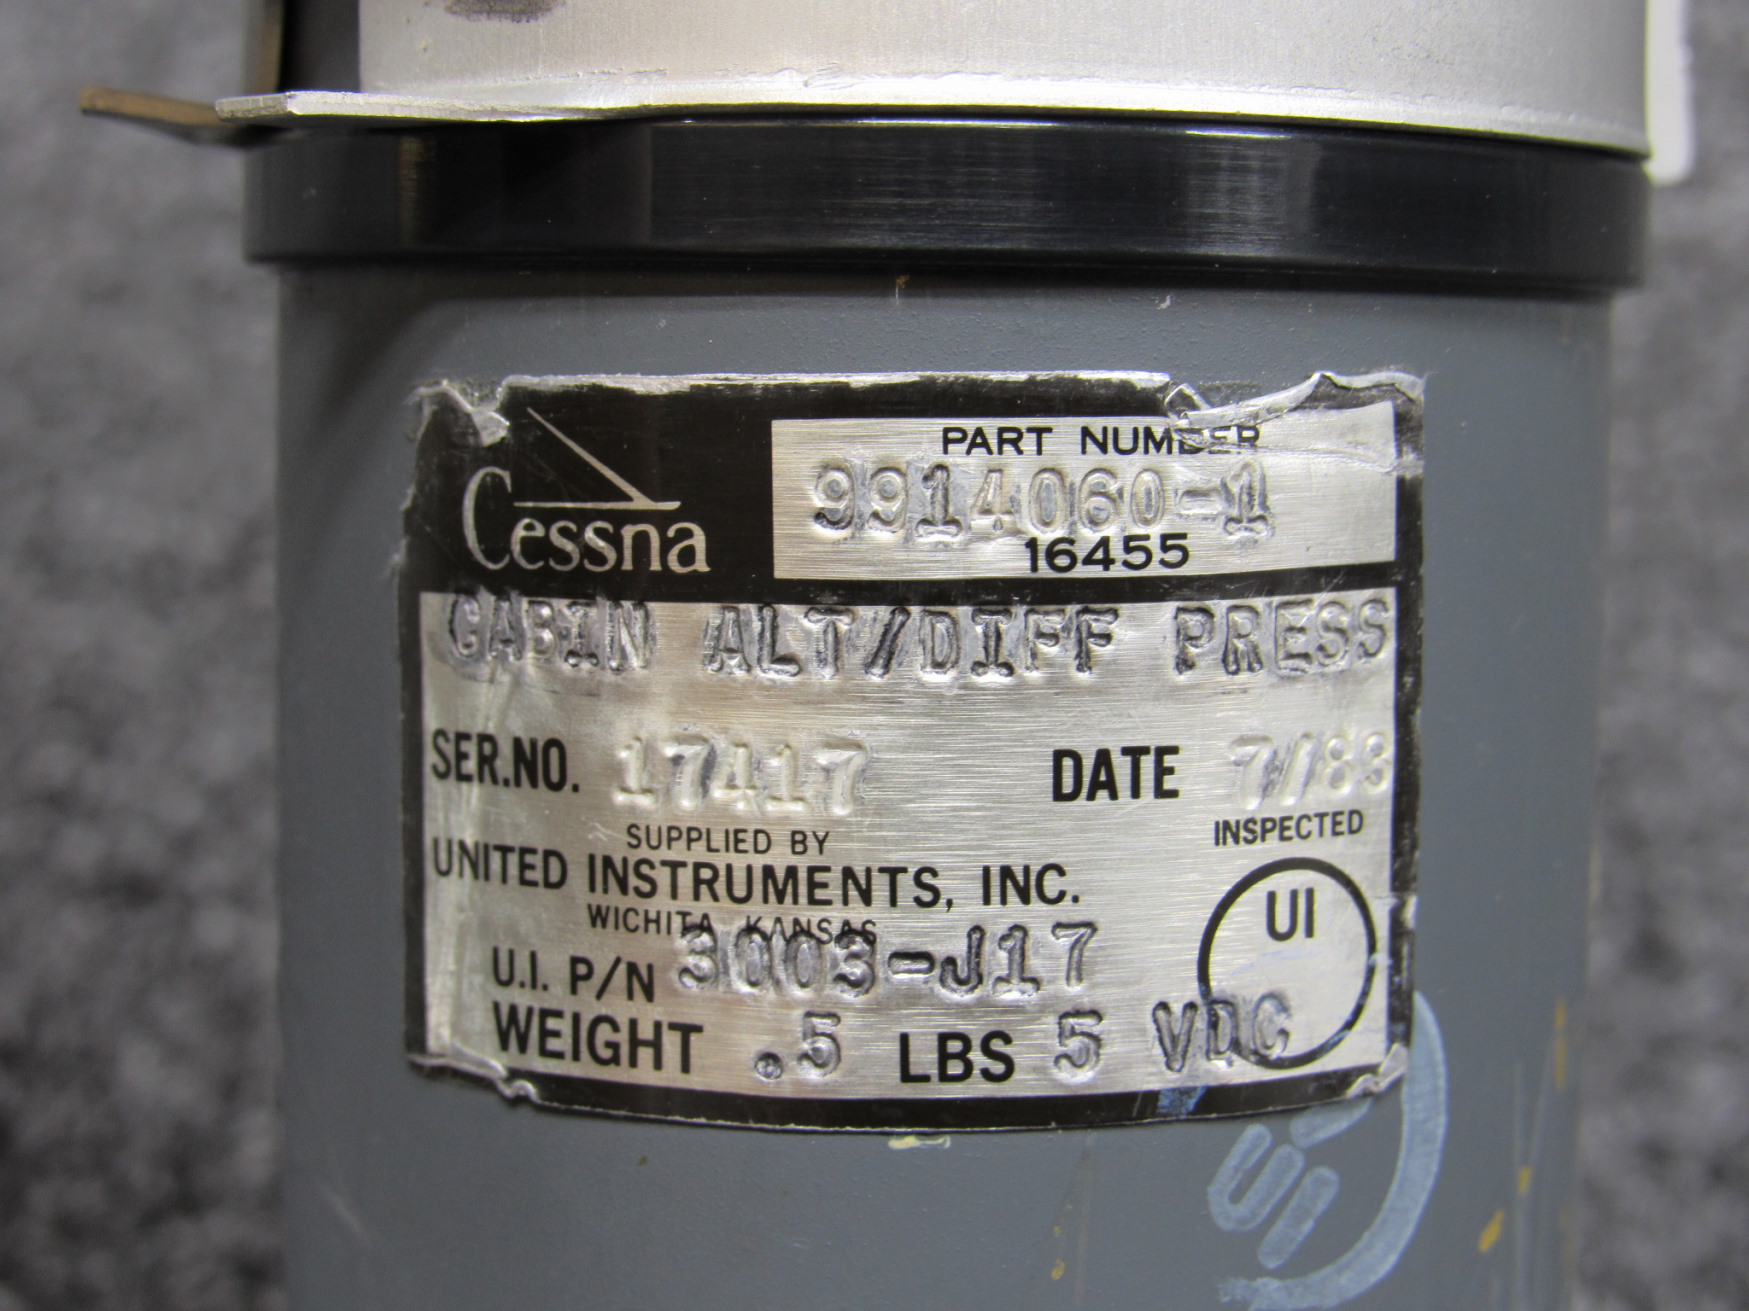 Cessna
PART NUMBER
9914060-1
16455
CABIN ALT/DIFF PRESS
SER.NO. 17417 DATE 7/83
SUPPLIED BY
INSPECTED
UNITED INSTRUMENTS, INC.
UI
WICHITA, KANSAS
U.I. P/N 3003-J17
WEIGHT .5 LBS 5 VDC
UI